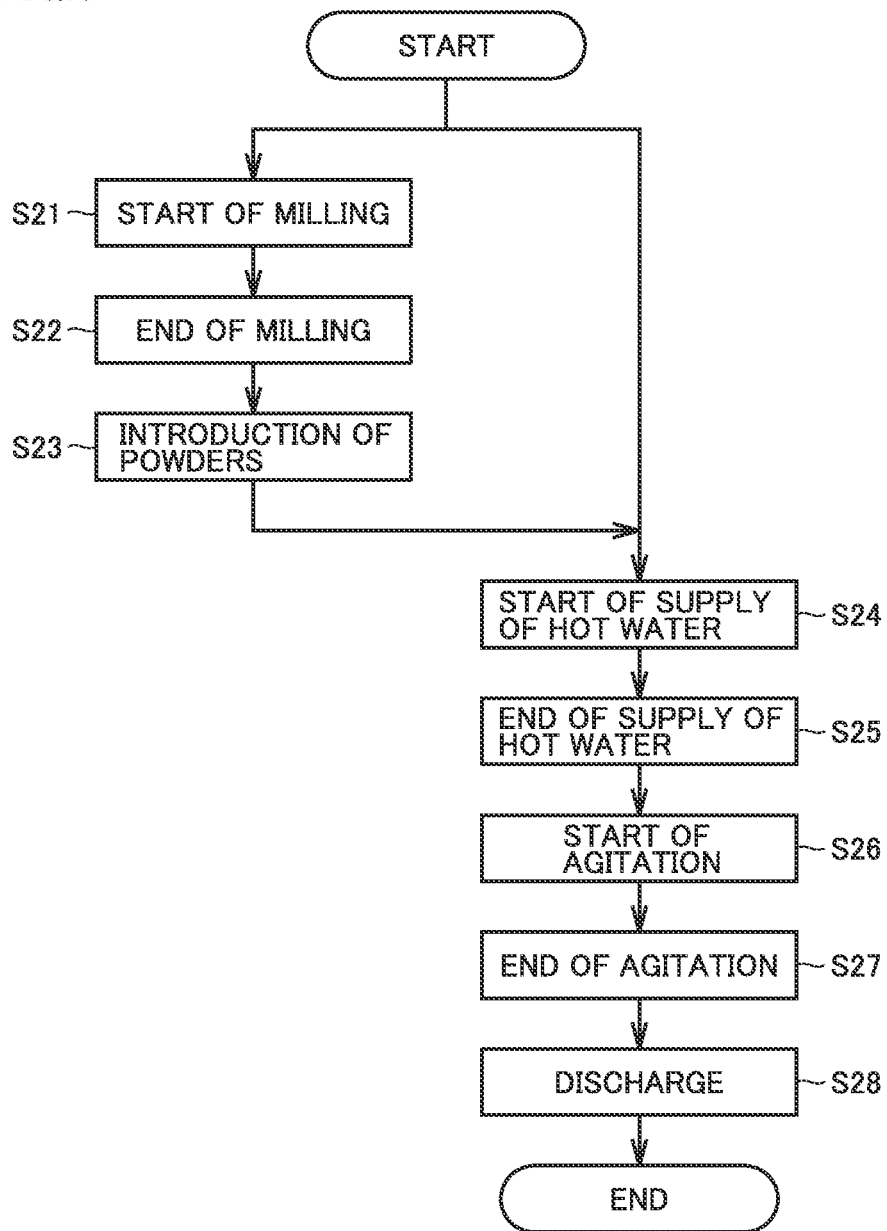 START
S21
START OF MILLING
S22
END OF MILLING
S23
INTRODUCTION OF
POWDERS
START OF SUPPLY
OF HOT WATER
S24
END OF SUPPLY OF
HOT WATER
S25
START OF
AGITATION
S26
END OF AGITATION
S27
DISCHARGE
S28
END